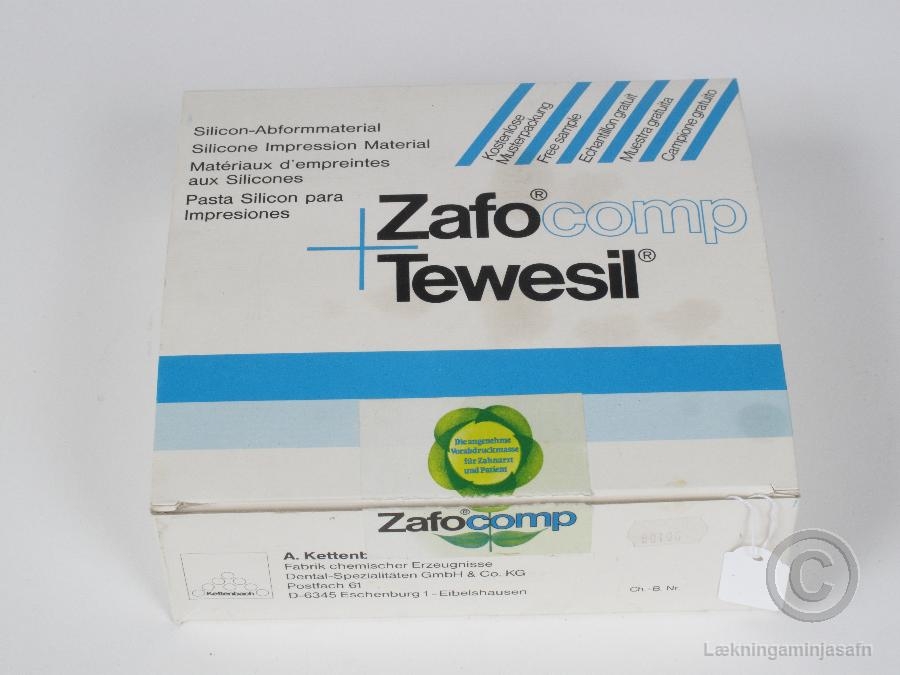 Silicon-Abformmaterial
Silicone Impression Material
Matériaux d'empreintes
aux Silicones
Pasta Silicon para
Impresiones
Kostenlose
Musterpackung
Free sample
Echantillon gratuit
Muestra gratuita
Campione gratuito
Zafo®comp
+
Tewesil®
Die angenehme
Vorabdruckmasse
für Zahnarzt
und Patient
Zafo®comp
Kettenbach
A. Kettenb
Fabrik chemischer Erzeugnisse
Dental-Spezialitäten GmbH & Co. KG
Postfach 61
D-6345 Eschenburg 1 - Eibelshausen
Ch.-B. Nr.
©
Lækningaminjasafn